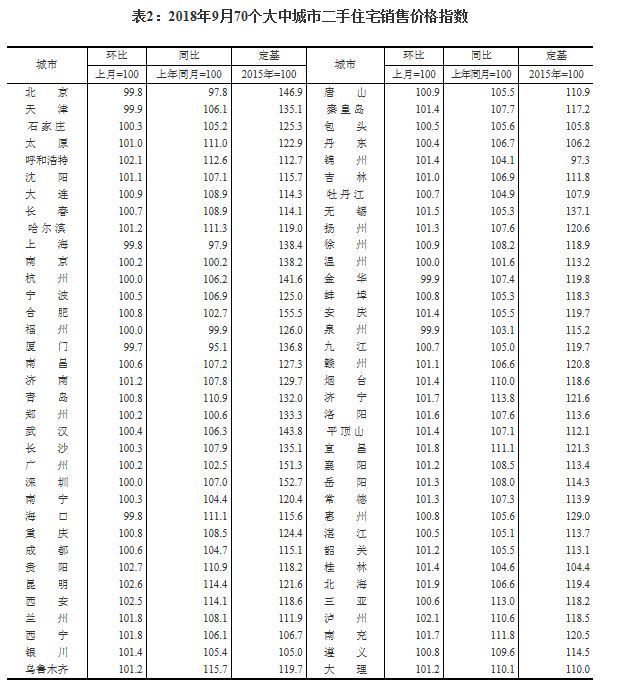 表2：2018年9月70个大中城市二手住宅销售价格指数
城市 环比 同比 定基 城市 环比 同比 定基
上月=100 上年同月=100 2015年=100 上月=100 上年同月=100 2015年=100
北京 99.8 97.8 146.9 唐山 100.9 105.5 110.9
天津 99.9 106.1 135.1 秦皇岛 101.4 107.7 117.2
石家庄 100.3 105.2 125.3 包头 100.5 105.6 105.8
太原 101.0 111.0 122.9 丹东 100.4 106.7 106.2
呼和浩特 102.1 112.6 112.7 锦州 101.4 104.1 97.3
沈阳 101.1 107.1 115.7 吉林 101.0 106.9 111.8
大连 100.9 108.9 114.3 牡丹江 100.7 104.9 107.9
长春 100.7 108.9 114.1 无锡 101.5 105.3 137.1
哈尔滨 101.2 111.3 119.0 扬州 101.3 107.6 120.6
上海 99.8 97.9 138.4 徐州 100.9 108.2 118.9
南京 100.2 100.2 138.2 温州 100.0 101.6 113.2
杭州 100.0 106.2 141.6 金华 99.9 107.4 119.8
宁波 100.5 106.9 125.0 蚌埠 100.8 105.3 118.3
合肥 100.8 102.7 155.5 安庆 101.4 105.5 119.7
福州 100.0 99.9 126.0 泉州 99.9 103.1 115.2
厦门 99.7 95.1 136.8 九江 100.7 105.0 119.7
南昌 100.6 107.2 127.3 赣州 101.1 106.6 120.8
济南 101.2 107.8 129.7 烟台 101.4 110.0 118.6
青岛 100.8 110.9 132.0 济宁 101.7 113.8 121.6
郑州 100.2 100.6 133.3 洛阳 101.6 107.6 113.6
武汉 100.4 106.3 143.8 平顶山 101.4 107.1 112.1
长沙 100.3 107.9 135.1 宜昌 101.8 111.1 121.3
广州 100.2 102.5 151.3 襄阳 101.2 108.5 113.4
深圳 100.0 107.0 152.7 岳阳 101.3 108.0 114.3
南宁 100.3 104.4 120.4 常德 101.3 107.3 113.9
海口 99.8 111.1 115.6 惠州 100.8 105.6 129.0
重庆 100.8 108.5 124.4 湛江 100.5 105.1 113.7
成都 100.6 104.7 115.1 韶关 101.2 105.5 113.1
贵阳 102.7 110.9 118.2 桂林 101.4 104.6 104.4
昆明 102.6 114.4 121.6 北海 101.9 106.6 119.4
西安 102.5 114.1 118.6 三亚 100.6 113.0 118.2
兰州 101.8 108.1 111.9 泸州 102.1 110.6 118.5
西宁 101.8 106.1 106.7 南充 101.7 111.8 120.5
银川 101.4 105.4 105.0 遵义 100.8 109.6 114.5
乌鲁木齐 101.2 115.7 119.7 大理 101.2 110.1 110.0